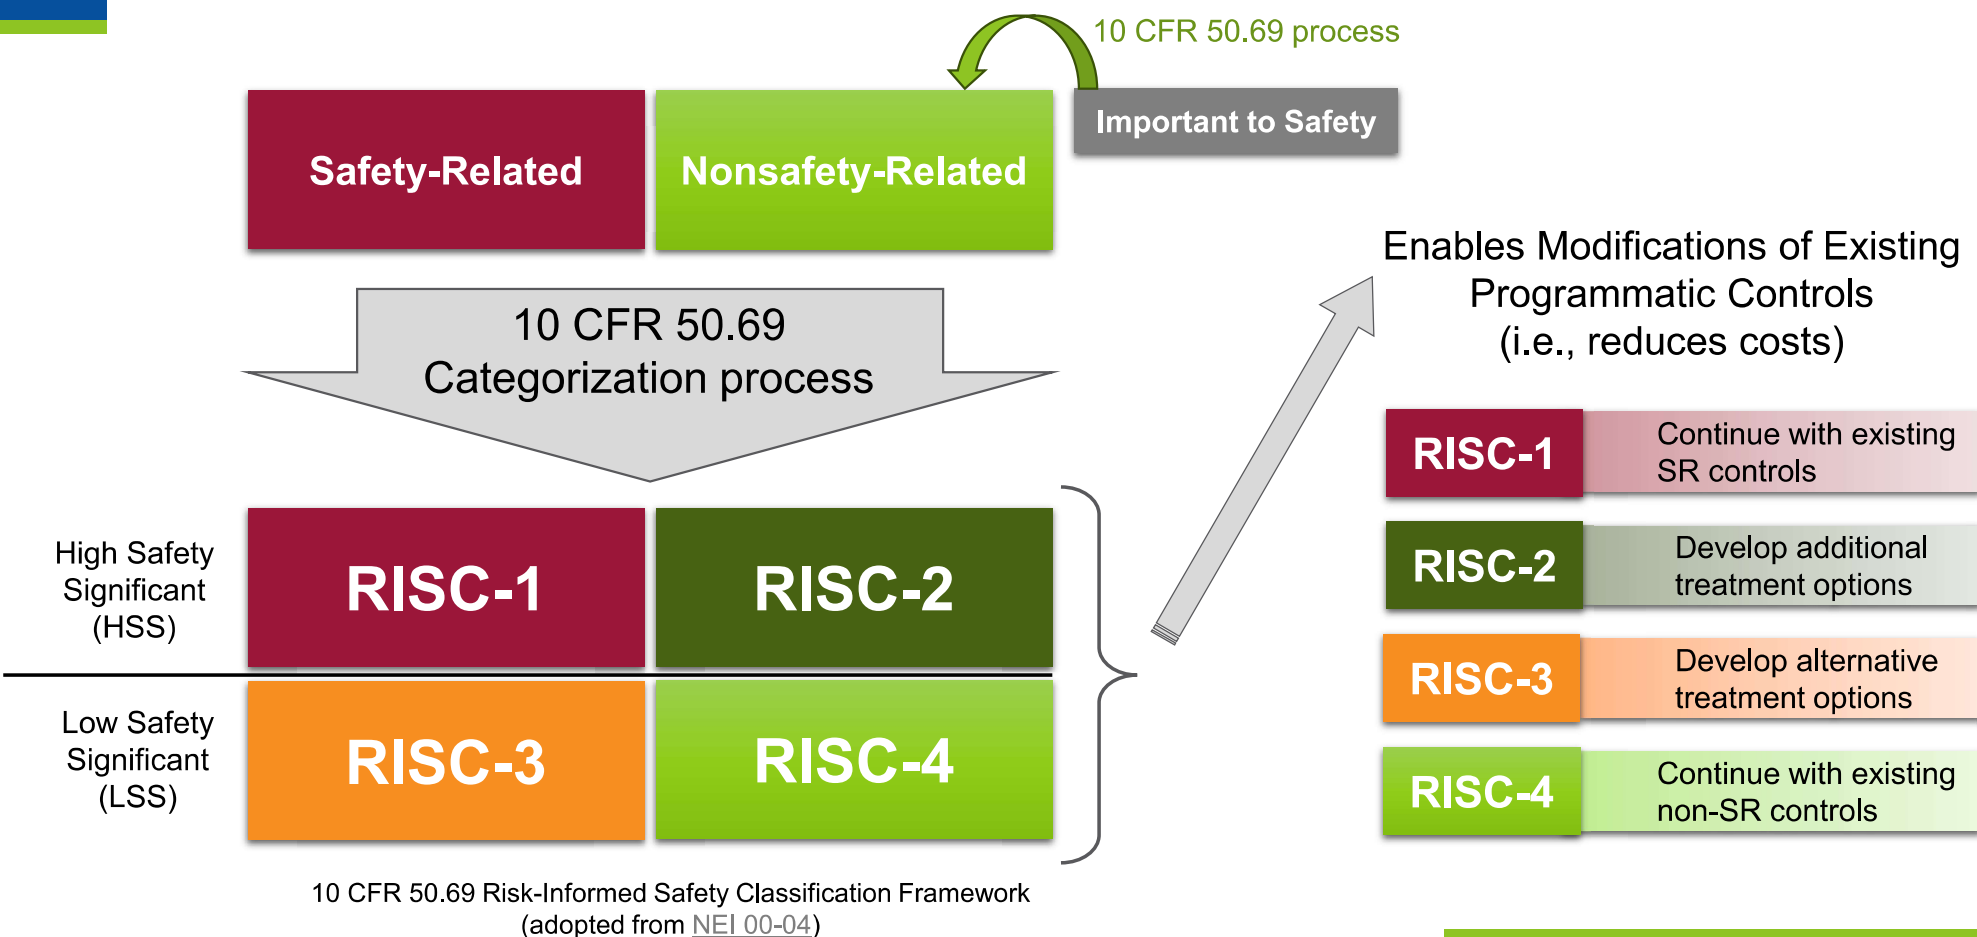 10 CFR 50.69 process
Safety-Related
Nonsafety-Related
Important to Safety
10 CFR 50.69
Categorization process
High Safety
Significant
(HSS)
RISC-1
RISC-2
Low Safety
Significant
(LSS)
RISC-3
RISC-4
10 CFR 50.69 Risk-Informed Safety Classification Framework
(adopted from NEI 00-04)
Enables Modifications of Existing
Programmatic Controls
(i.e., reduces costs)
RISC-1
Continue with existing
SR controls
RISC-2
Develop additional
treatment options
RISC-3
Develop alternative
treatment options
RISC-4
Continue with existing
non-SR controls